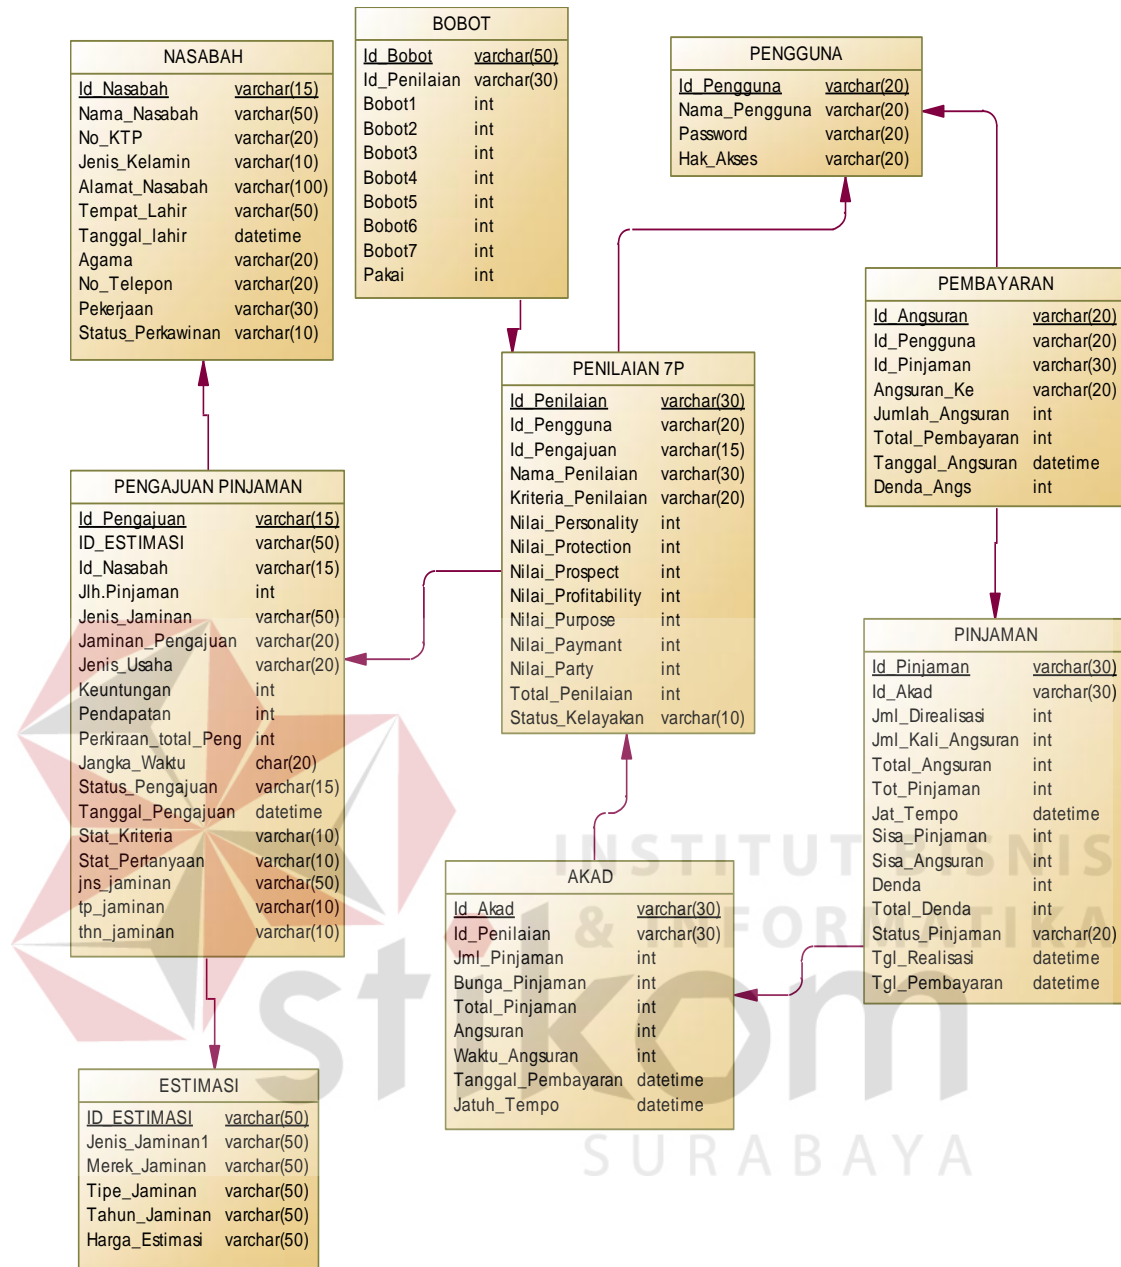 NASABAH
Id_Nasabah varchar(15)
Nama_Nasabah varchar(50)
No_KTP varchar(20)
Jenis_Kelamin varchar(10)
Alamat_Nasabah varchar(100)
Tempat_Lahir varchar(50)
Tanggal_lahir datetime
Agama varchar(20)
No_Telepon varchar(20)
Pekerjaan varchar(30)
Status_Perkawinan varchar(10)
BOBOT
Id_Bobot varchar(50)
Id_Penilaian varchar(30)
Bobot1 int
Bobot2 int
Bobot3 int
Bobot4 int
Bobot5 int
Bobot6 int
Bobot7 int
Pakai int
PENGGUNA
Id_Pengguna varchar(20)
Nama_Pengguna varchar(20)
Password varchar(20)
Hak_Akses varchar(20)
PEMBAYARAN
Id_Angsuran varchar(20)
Id_Pengguna varchar(20)
Id_Pinjaman varchar(30)
Angsuran_Ke varchar(20)
Jumlah_Angsuran int
Total_Pembayaran int
Tanggal_Angsuran datetime
Denda_Angs int
PENILAIAN 7P
Id_Penilaian varchar(30)
Id_Pengguna varchar(20)
Id_Pengajuan varchar(15)
Nama_Penilaian varchar(30)
Kriteria_Penilaian varchar(20)
Nilai_Personality int
Nilai_Protection int
Nilai_Prospect int
Nilai_Profitability int
Nilai_Purpose int
Nilai_Paymant int
Nilai_Party int
Total_Penilaian int
Status_Kelayakan varchar(10)
PENGAJUAN PINJAMAN
Id_Pengajuan varchar(15)
ID_ESTIMASI varchar(50)
Id_Nasabah varchar(15)
Jlh.Pinjaman int
Jenis_Jaminan varchar(50)
Jaminan_Pengajuan varchar(20)
Jenis_Usaha varchar(20)
Keuntungan int
Pendapatan int
Perkiraan_total_Peng int
Jangka_Waktu char(20)
Status_Pengajuan varchar(15)
Tanggal_Pengajuan datetime
Stat_Kriteria varchar(10)
Stat_Pertanyaan varchar(10)
jns_jaminan varchar(50)
tp_jaminan varchar(10)
thn_jaminan varchar(10)
PINJAMAN
Id_Pinjaman varchar(30)
Id_Akad varchar(30)
Jml_Direalisasi int
Jml_Kali_Angsuran int
Total_Angsuran int
Tot_Pinjaman int
Jat_Tempo datetime
Sisa_Pinjaman int
Sisa_Angsuran int
Denda int
Total_Denda int
Status_Pinjaman varchar(20)
Tgl_Realisasi datetime
Tgl_Pembayaran datetime
AKAD
Id_Akad varchar(30)
Id_Penilaian varchar(30)
Jml_Pinjaman int
Bunga_Pinjaman int
Total_Pinjaman int
Angsuran int
Waktu_Angsuran int
Tanggal_Pembayaran datetime
Jatuh_Tempo datetime
ESTIMASI
ID_ESTIMASI varchar(50)
Jenis_Jaminan1 varchar(50)
Merek_Jaminan varchar(50)
Tipe_Jaminan varchar(50)
Tahun_Jaminan varchar(50)
Harga_Estimasi varchar(50)
INSTITUT BISNIS
& INFORMATIKA
stikom
SURABAYA